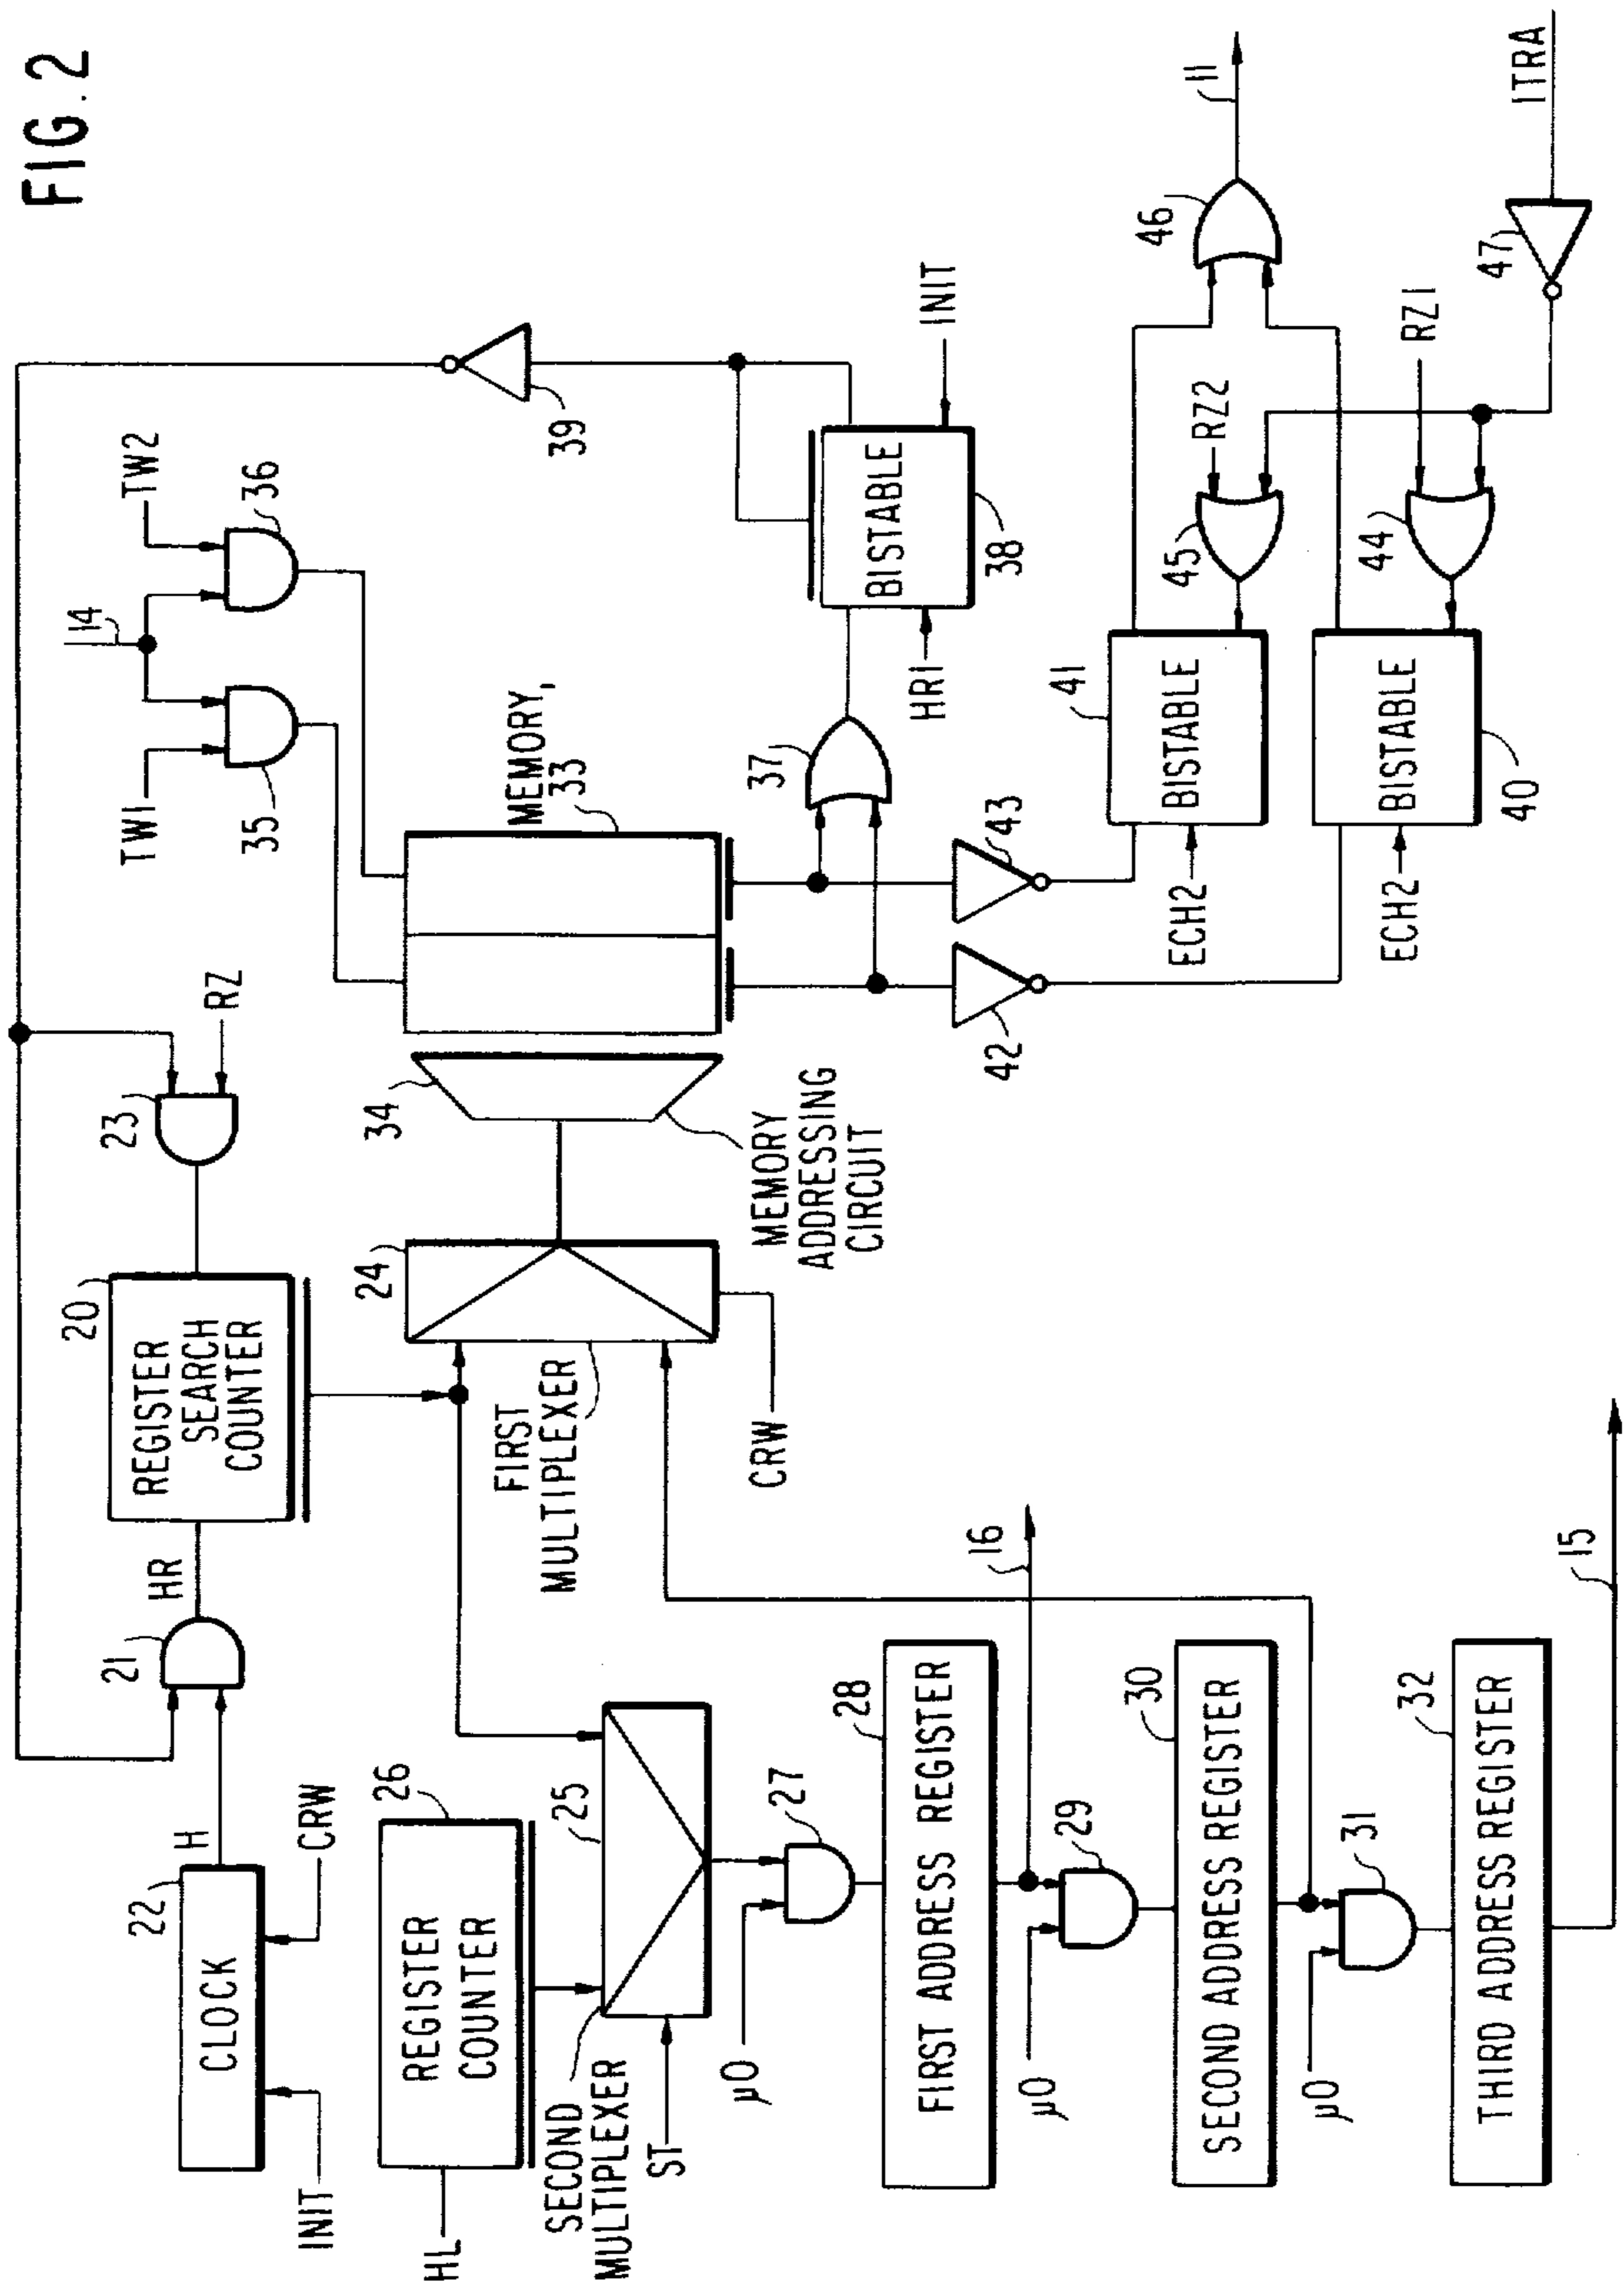 FIG. 2
INIT
CLOCK
22
CRW
H
21
HR
REGISTER
SEARCH
COUNTER
20
23
RZ
TW1
35
14
TW2
36
39
HL
REGISTER
COUNTER
26
SECOND
MULTIPLEXER
25
ST
FIRST
MULTIPLEXER
24
CRW
34
MEMORY
ADDRESSING
CIRCUIT
MEMORY,
33
37
HR1
BISTABLE
38
INIT
µO
27
FIRST ADDRESS REGISTER
28
16
µO
29
SECOND ADDRESS REGISTER
30
µO
31
THIRD ADDRESS REGISTER
32
15
42
43
ECH2
BISTABLE
41
45
RZ2
46
11
ECH2
BISTABLE
40
44
RZ1
47
ITRA